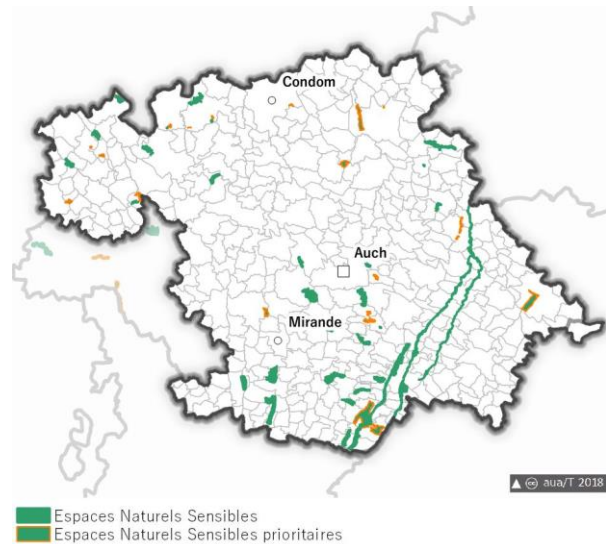 Condom
Auch
Mirande
aua/T 2018
Espaces Naturels Sensibles
Espaces Naturels Sensibles prioritaires